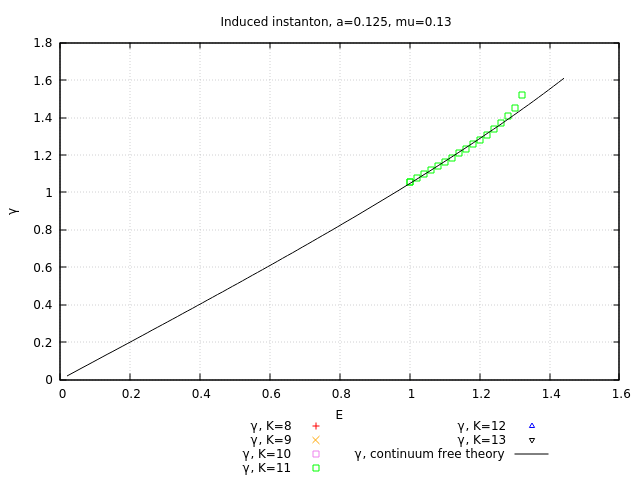 Induced instanton, a=0.125, mu=0.13
1.8
1.6
1.4
1.2
1
0.8
0.6
0.4
0.2
0
γ
0 0.2 0.4 0.6 0.8 1 1.2 1.4 1.6
E
γ, K=8
γ, K=9
γ, K=10
γ, K=11
γ, K=12
γ, K=13
γ, continuum free theory